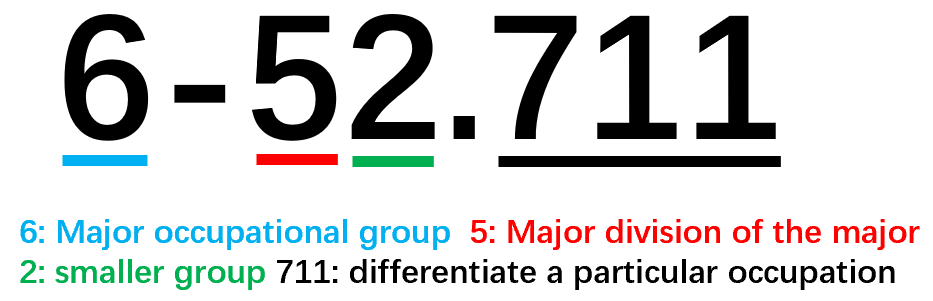 6-52.711
6: Major occupational group 5: Major division of the major
2: smaller group 711: differentiate a particular occupation